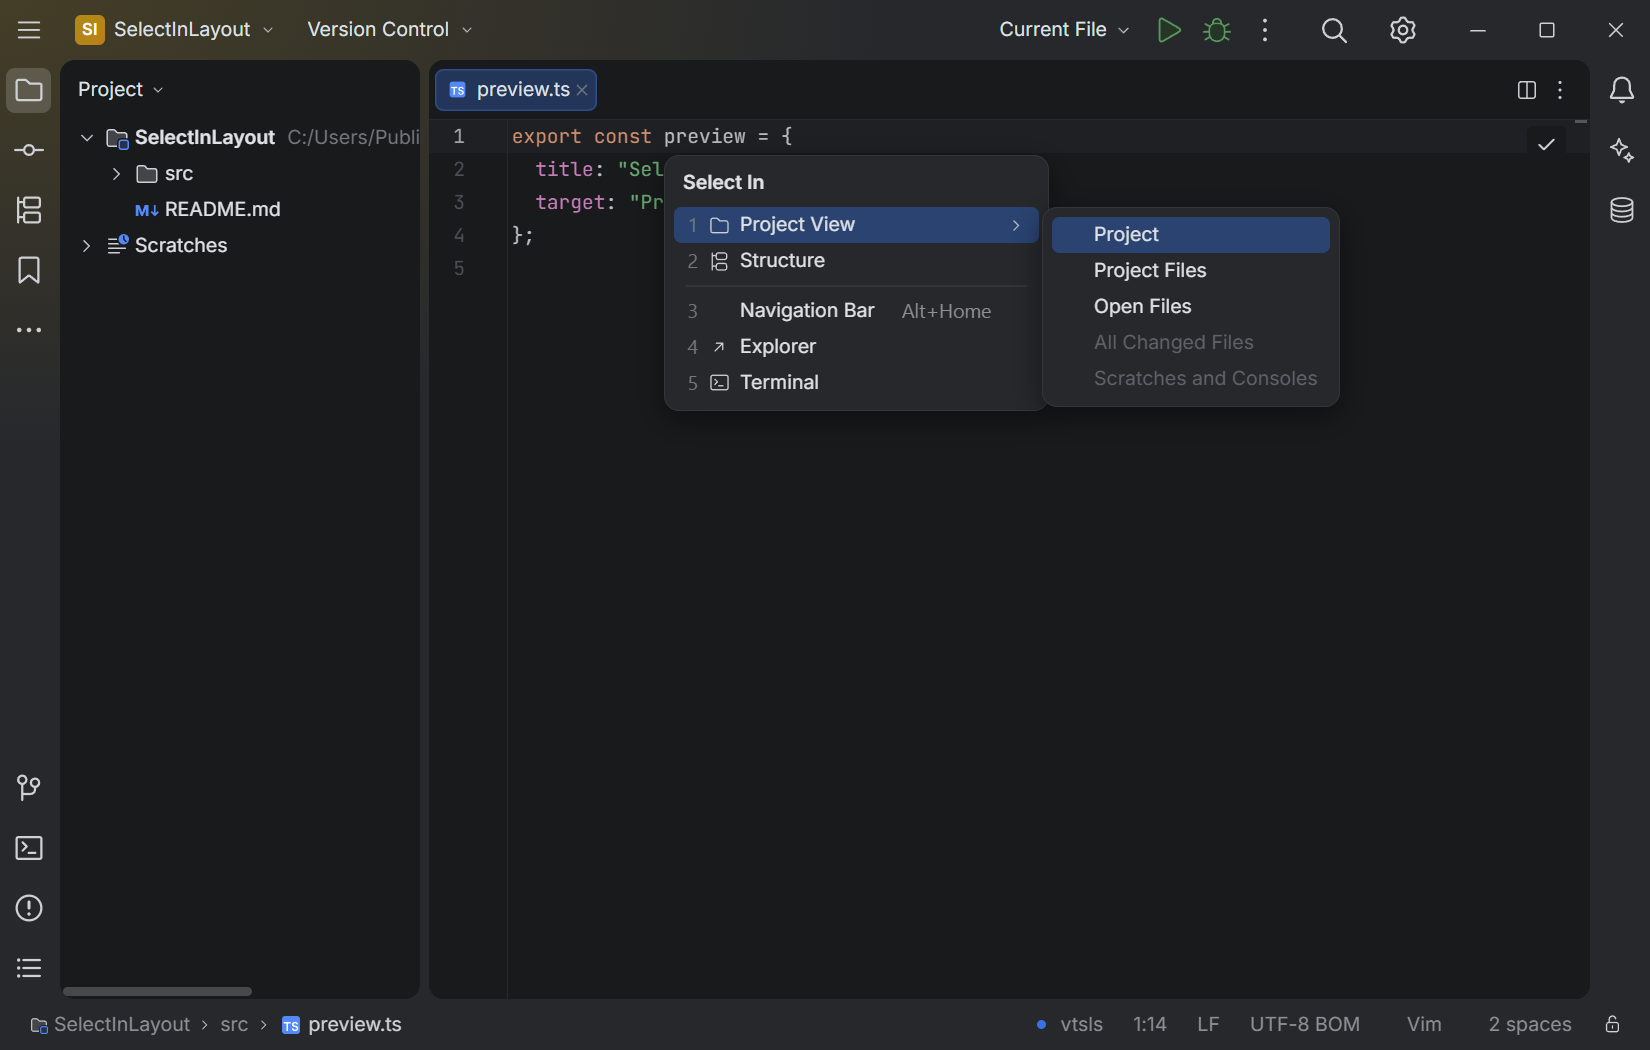 SI SelectInLayout Version Control Current File
Project
SelectInLayout C:/Users/Publi
src
M↓ README.md
Scratches
TS preview.ts
1 export const preview = {
2 title: "Sel
3 target: "Pr
4 };
5
Select In
1 Project View
2 Structure
3 Navigation Bar Alt+Home
4 Explorer
5 Terminal
Project
Project Files
Open Files
All Changed Files
Scratches and Consoles
SelectInLayout › src › TS preview.ts vtsls 1:14 LF UTF-8 BOM Vim 2 spaces